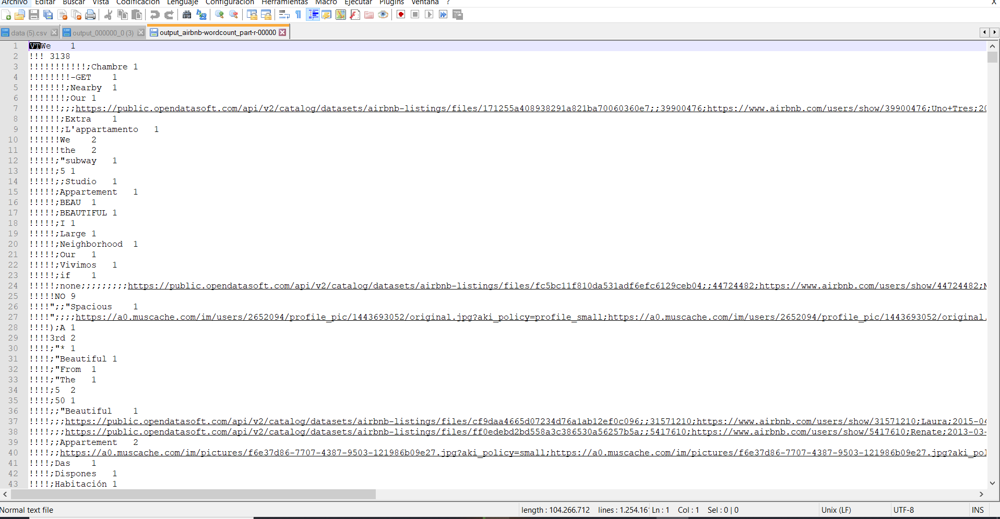 Archivo Editar Buscar Vista Codificación Lenguaje Configuración Herramientas Macro Ejecutar Plugins Ventana ? X
data (5).csv output_000000_0 (3) output_airbnb-wordcount_part-r-00000
1 VTWe 1
2 !!! 3138
3 !!!!!!!!!!!;Chambre 1
4 !!!!!!!!-GET 1
5 !!!!!!!;Nearby 1
6 !!!!!!!;Our 1
7 !!!!!!;;;https://public.opendatasoft.com/api/v2/catalog/datasets/airbnb-listings/files/171255a408938291a821ba70060360e7;;39900476;https://www.airbnb.com/users/show/39900476;Uno+Tres;20
8 !!!!!!;Extra 1
9 !!!!!!;L'appartamento 1
10 !!!!!!We 2
11 !!!!!!the 2
12 !!!!!;"subway 1
13 !!!!!;5 1
14 !!!!!;;Studio 1
15 !!!!!;Appartement 1
16 !!!!!;BEAU 1
17 !!!!!;BEAUTIFUL 1
18 !!!!!;I 1
19 !!!!!;Large 1
20 !!!!!;Neighborhood 1
21 !!!!!;Our 1
22 !!!!!;Vivimos 1
23 !!!!!;if 1
24 !!!!!;none;;;;;;;;;https://public.opendatasoft.com/api/v2/catalog/datasets/airbnb-listings/files/fc5bc11f810da531adf6efc6129ceb04;;44724482;https://www.airbnb.com/users/show/44724482;M
25 !!!!!NO 9
26 !!!!";;"Spacious 1
27 !!!!";;;;https://a0.muscache.com/im/users/2652094/profile_pic/1443693052/original.jpg?aki_policy=profile_small;https://a0.muscache.com/im/users/2652094/profile_pic/1443693052/original.
28 !!!!);A 1
29 !!!!3rd 2
30 !!!!;"* 1
31 !!!!;"Beautiful 1
32 !!!!;"From 1
33 !!!!;"The 1
34 !!!!;5 2
35 !!!!;50 1
36 !!!!;;"Beautiful 1
37 !!!!;;;https://public.opendatasoft.com/api/v2/catalog/datasets/airbnb-listings/files/cf9daa4665d07234d76a1ab12ef0c096;;31571210;https://www.airbnb.com/users/show/31571210;Laura;2015-04
38 !!!!;;;https://public.opendatasoft.com/api/v2/catalog/datasets/airbnb-listings/files/ff0edebd2bd558a3c386530a56257b5a;;5417610;https://www.airbnb.com/users/show/5417610;Renate;2013-03-
39 !!!!;;Appartement 2
40 !!!!;;https://a0.muscache.com/im/pictures/f6e37d86-7707-4387-9503-121986b09e27.jpg?aki_policy=small;https://a0.muscache.com/im/pictures/f6e37d86-7707-4387-9503-121986b09e27.jpg?aki_pol
41 !!!!;Das 1
42 !!!!;Dispones 1
43 !!!!;Habitación 1
Normal text file length : 104.266.712 lines : 1.254.16 Ln : 1 Col : 1 Sel : 0 | 0 Unix (LF) UTF-8 INS